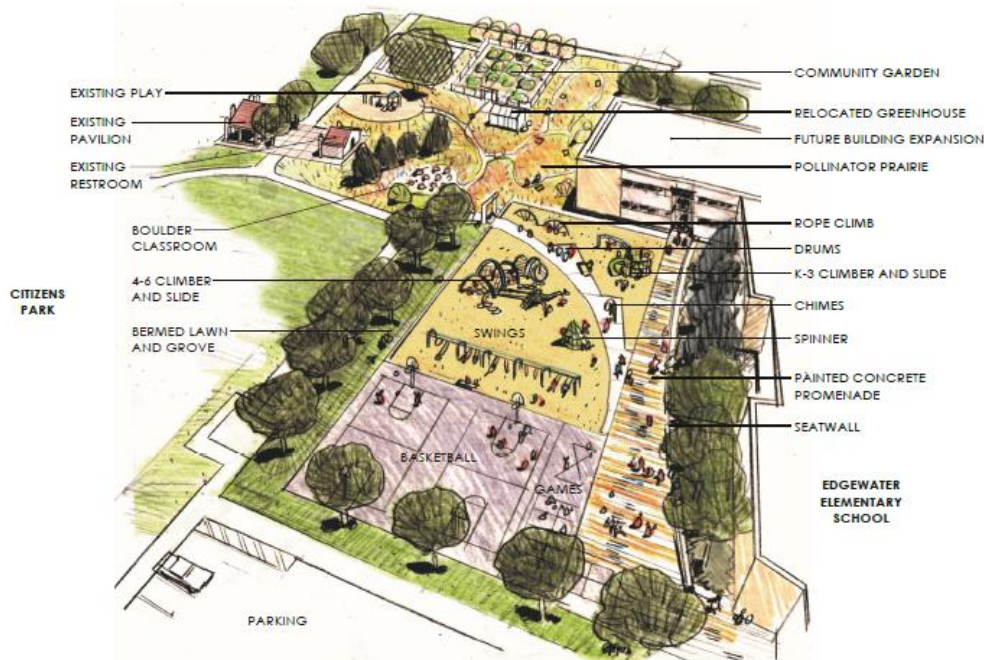 COMMUNITY GARDEN
EXISTING PLAY
RELOCATED GREENHOUSE
EXISTING
PAVILION
FUTURE BUILDING EXPANSION
POLLINATOR PRAIRIE
EXISTING
RESTROOM
ROPE CLIMB
BOULDER
CLASSROOM
DRUMS
4-6 CLIMBER
AND SLIDE
K-3 CLIMBER AND SLIDE
CITIZENS
PARK
CHIMES
BERMED LAWN
AND GROVE
SWINGS
SPINNER
PAINTED CONCRETE
PROMENADE
SEATWALL
BASKETBALL
GAMES
EDGEWATER
ELEMENTARY
SCHOOL
PARKING